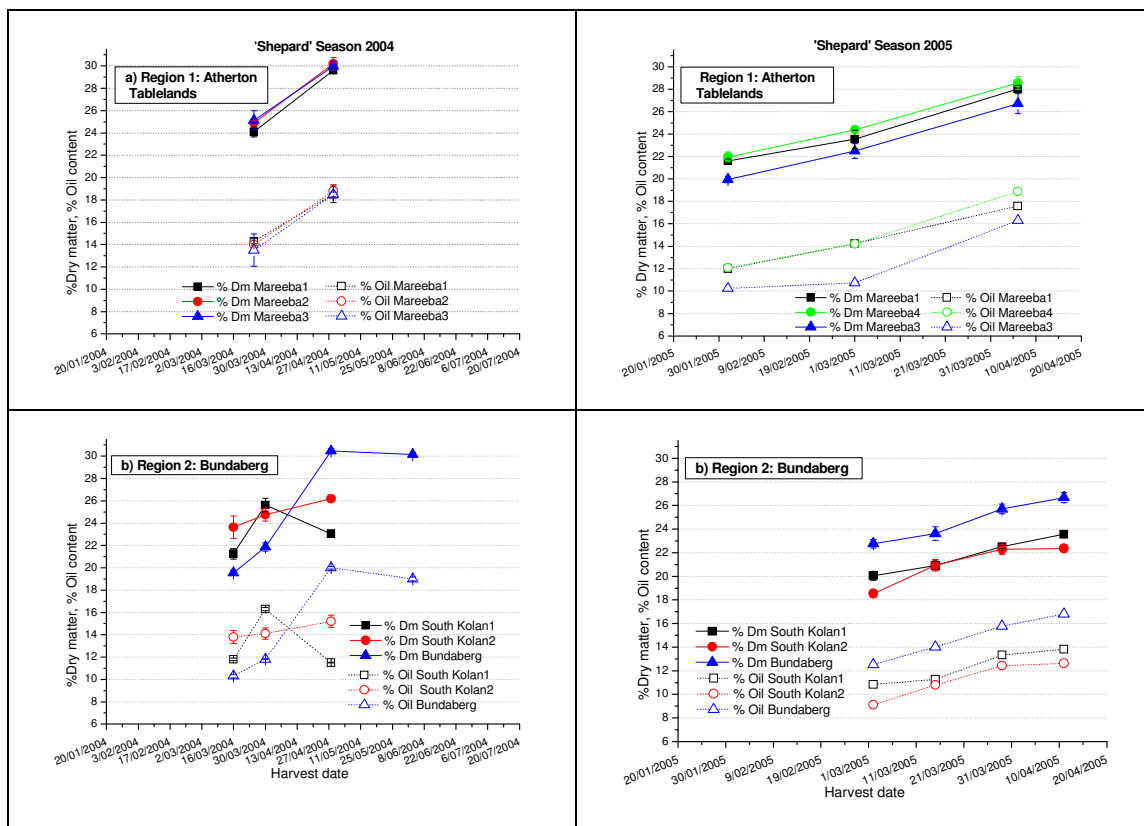 'Shepard' Season 2004
a) Region 1: Atherton
Tablelands
%Dry matter, % Oil content
30
28
26
24
22
20
18
16
14
12
10
8
6
% Dm Mareeba1
% Dm Mareeba2
% Dm Mareeba3
% Oil Mareeba1
% Oil Mareeba2
% Oil Mareeba3
20/01/2004
3/02/2004
17/02/2004
2/03/2004
16/03/2004
30/03/2004
13/04/2004
27/04/2004
11/05/2004
25/05/2004
8/06/2004
22/06/2004
6/07/2004
20/07/2004
'Shepard' Season 2005
Region 1: Atherton
Tablelands
% Dry matter, % Oil content
30
28
26
24
22
20
18
16
14
12
10
8
6
% Dm Mareeba1
% Dm Mareeba4
% Dm Mareeba3
% Oil Mareeba1
% Oil Mareeba4
% Oil Mareeba3
20/01/2005
30/01/2005
9/02/2005
19/02/2005
1/03/2005
11/03/2005
21/03/2005
31/03/2005
10/04/2005
20/04/2005
b) Region 2: Bundaberg
%Dry matter, % Oil content
30
28
26
24
22
20
18
16
14
12
10
8
6
% Dm South Kolan1
% Dm South Kolan2
% Dm Bundaberg
% Oil South Kolan1
% Oil South Kolan2
% Oil Bundaberg
20/01/2004
3/02/2004
17/02/2004
2/03/2004
16/03/2004
30/03/2004
13/04/2004
27/04/2004
11/05/2004
25/05/2004
8/06/2004
22/06/2004
6/07/2004
20/07/2004
Harvest date
b) Region 2: Bundaberg
%Dry matter, % Oil content
30
28
26
24
22
20
18
16
14
12
10
8
6
% Dm South Kolan1
% Dm South Kolan2
% Dm Bundaberg
% Oil South Kolan1
% Oil South Kolan2
% Oil Bundaberg
20/01/2005
30/01/2005
9/02/2005
19/02/2005
1/03/2005
11/03/2005
21/03/2005
31/03/2005
10/04/2005
20/04/2005
Harvest date